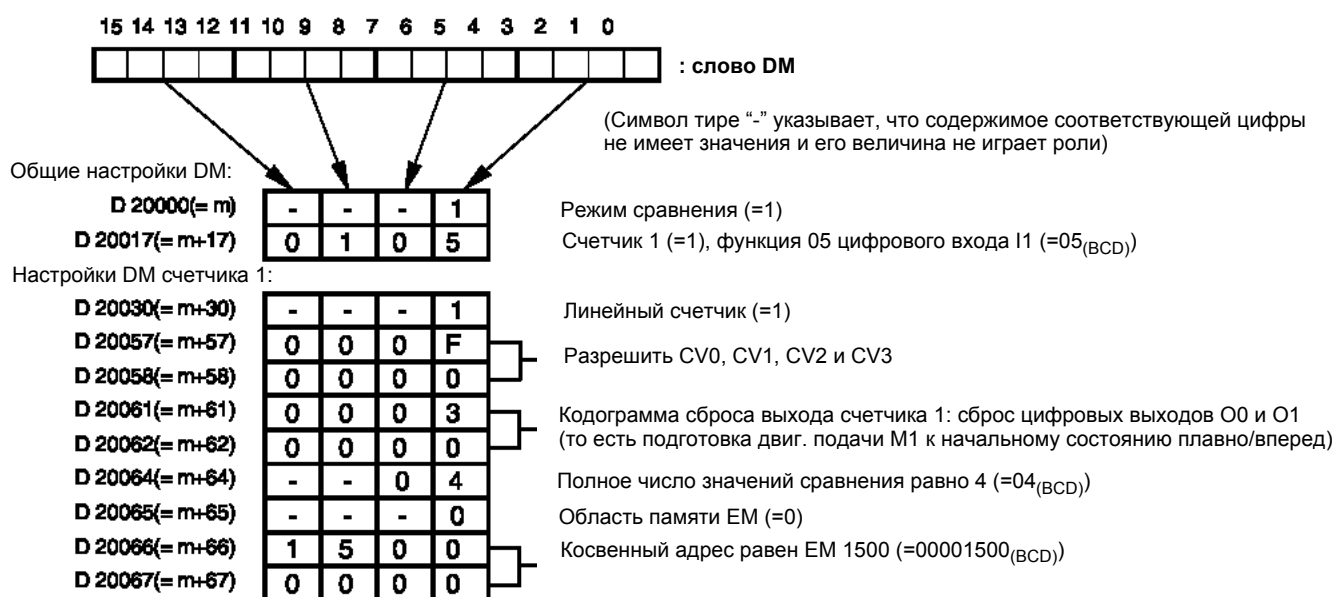 15 14 13 12 11 10 9 8 7 6 5 4 3 2 1 0
: слово DM
(Символ тире “-” указывает, что содержимое соответствующей цифры
не имеет значения и его величина не играет роли)
Общие настройки DM:
D 20000(= m) - - - 1 Режим сравнения (=1)
D 20017(= m+17) 0 1 0 5 Счетчик 1 (=1), функция 05 цифрового входа I1 (=05(BCD))
Настройки DM счетчика 1:
D 20030(= m+30) - - - 1 Линейный счетчик (=1)
D 20057(= m+57) 0 0 0 F
Разрешить CV0, CV1, CV2 и CV3
D 20058(= m+58) 0 0 0 0
D 20061(= m+61) 0 0 0 3 Кодограмма сброса выхода счетчика 1: сброс цифровых выходов O0 и O1
(то есть подготовка двиг. подачи M1 к начальному состоянию плавно/вперед)
D 20062(= m+62) 0 0 0 0
D 20064(= m+64) - - 0 4 Полное число значений сравнения равно 4 (=04(BCD))
D 20065(= m+65) - - - 0 Область памяти EM (=0)
D 20066(= m+66) 1 5 0 0 Косвенный адрес равен EM 1500 (=00001500(BCD))
D 20067(= m+67) 0 0 0 0